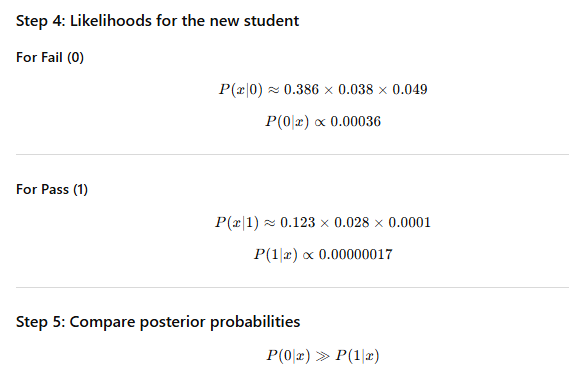 Step 4: Likelihoods for the new student
For Fail (0)
P(x|0) ≈ 0.386 × 0.038 × 0.049
P(0|x) ∝ 0.00036
For Pass (1)
P(x|1) ≈ 0.123 × 0.028 × 0.0001
P(1|x) ∝ 0.00000017
Step 5: Compare posterior probabilities
P(0|x) ≫ P(1|x)